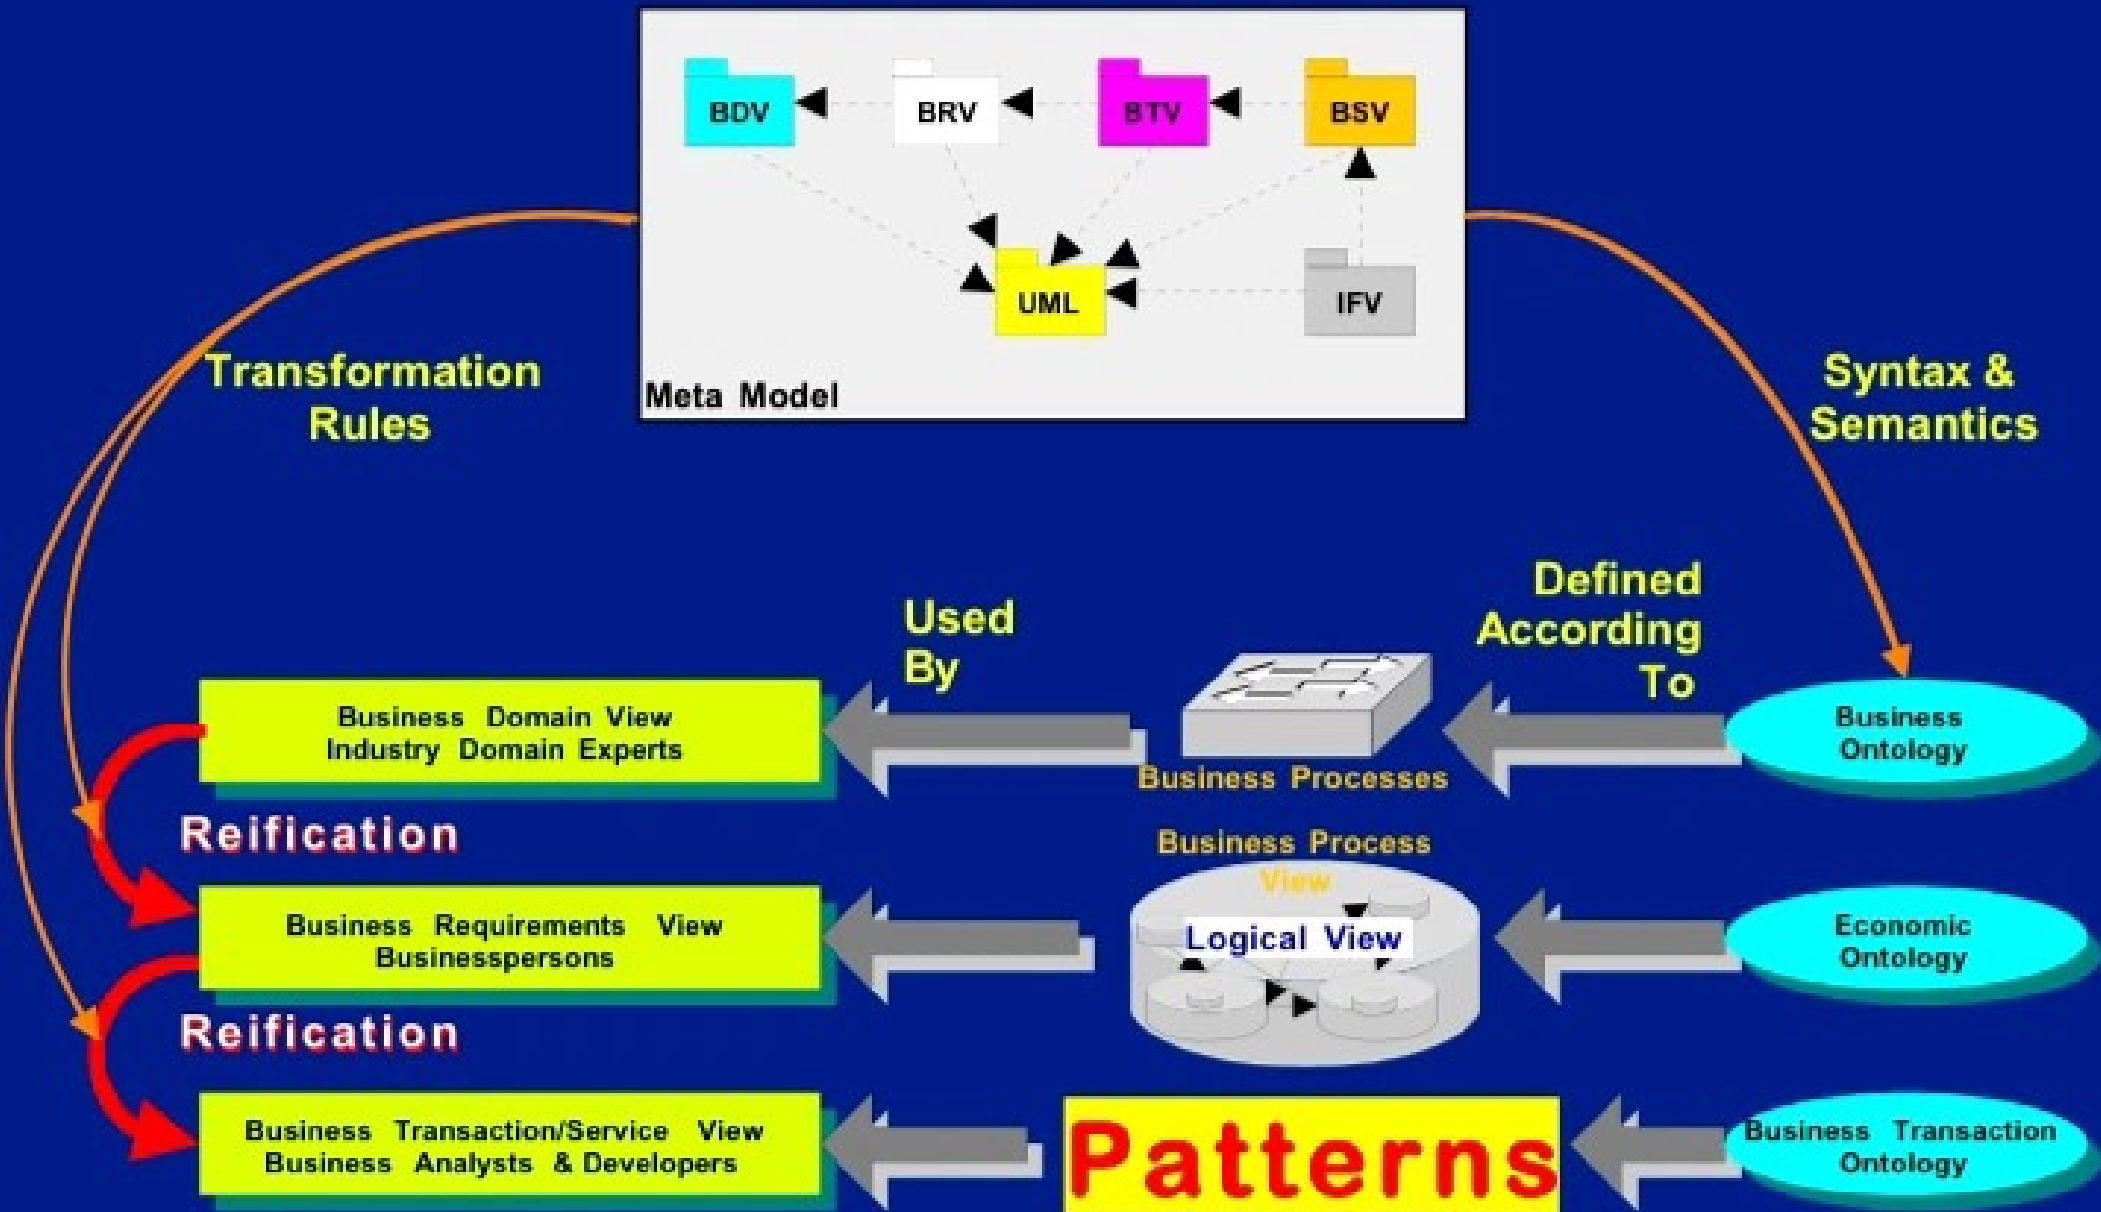 BDV
BRV
BTV
BSV
UML
IFV
Meta Model
Transformation
Rules
Syntax &
Semantics
Used
By
Defined
According
To
Business Domain View
Industry Domain Experts
Business Processes
Business
Ontology
Reification
Business Process
View
Business Requirements View
Businesspersons
Logical View
Economic
Ontology
Reification
Business Transaction/Service View
Business Analysts & Developers
Patterns
Business Transaction
Ontology